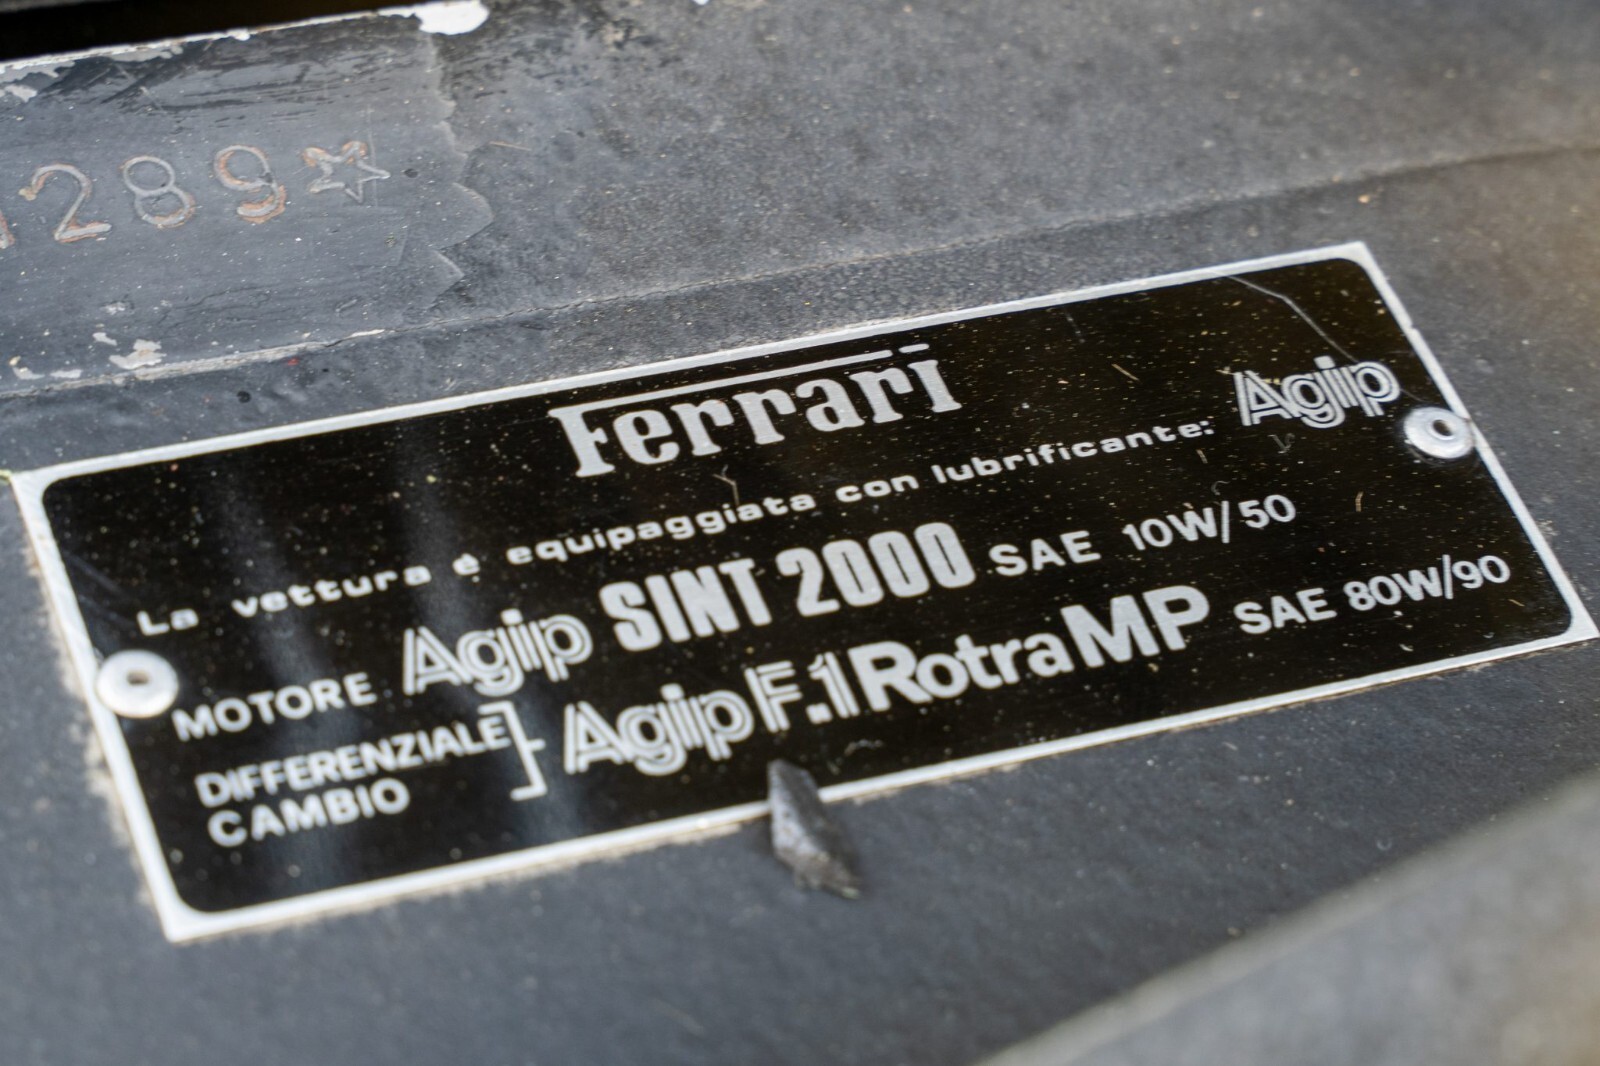 289☆
Ferrari
La vettura è equipaggiata con lubrificante: Agip
MOTORE Agip SINT 2000 SAE 10W/50
DIFFERENZIALE
CAMBIO
Agip F.1 Rotra MP SAE 80W/90